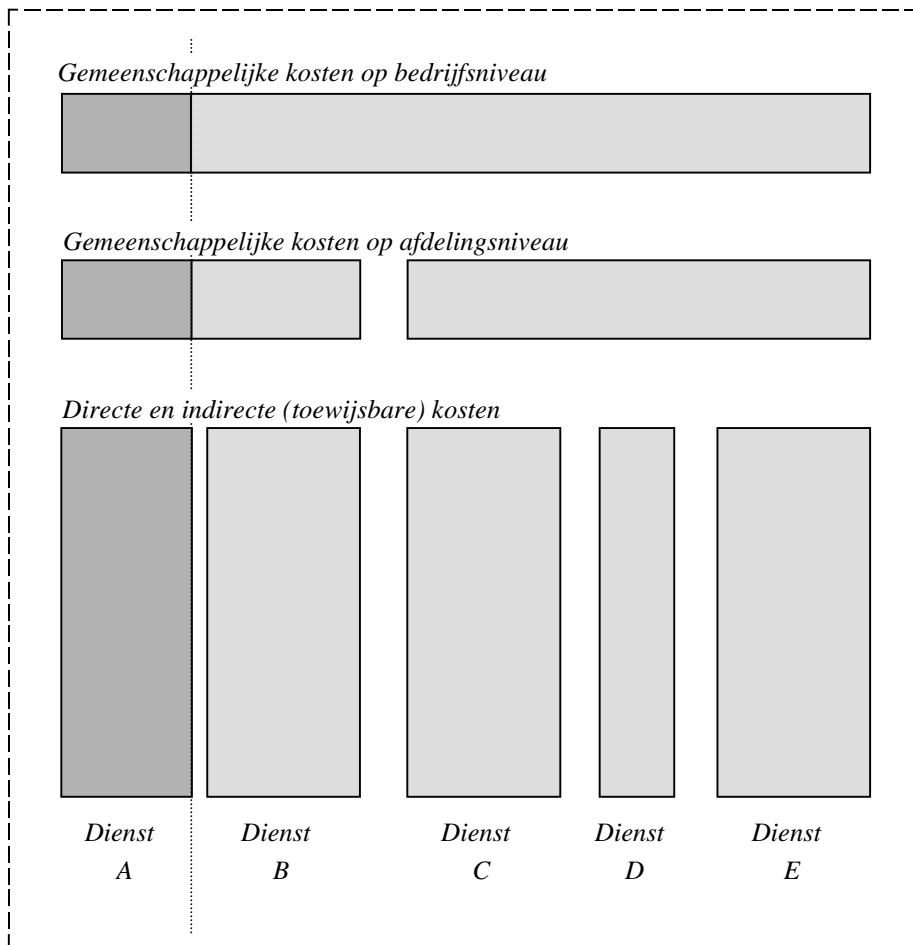 Gemeenschappelijke kosten op bedrijfsniveau
Gemeenschappelijke kosten op afdelingsniveau
Directe en indirecte (toewijsbare) kosten
Dienst Dienst Dienst Dienst Dienst
A B C D E